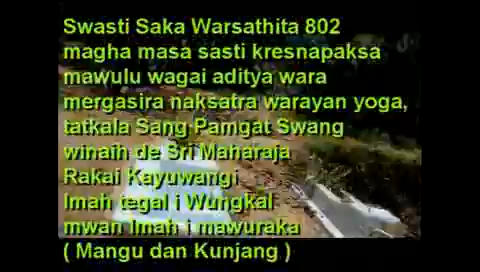 Swasti Saka Warsathita 802
magha masa sasti kresnapaksa
mawulu wagai aditya wara
mergasira naksatra warayan yoga,
tatkala Sang Pamgat Swang
winaih de Sri Maharaja
Rakai Kayuwangi
Imah tegal i Wungkal
mwan Imah i mawuraka
( Mangu dan Kunjang )